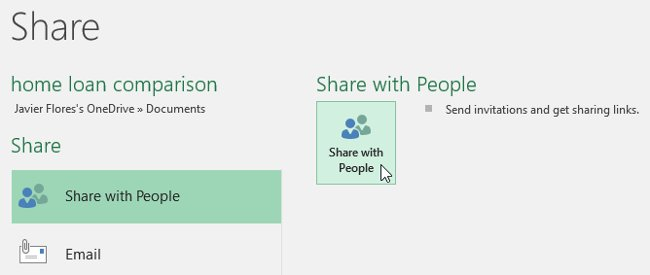 Share
home loan comparison
Javier Flores's OneDrive » Documents
Share
Share with People
Email
Share with People
Share with
People
Send invitations and get sharing links.